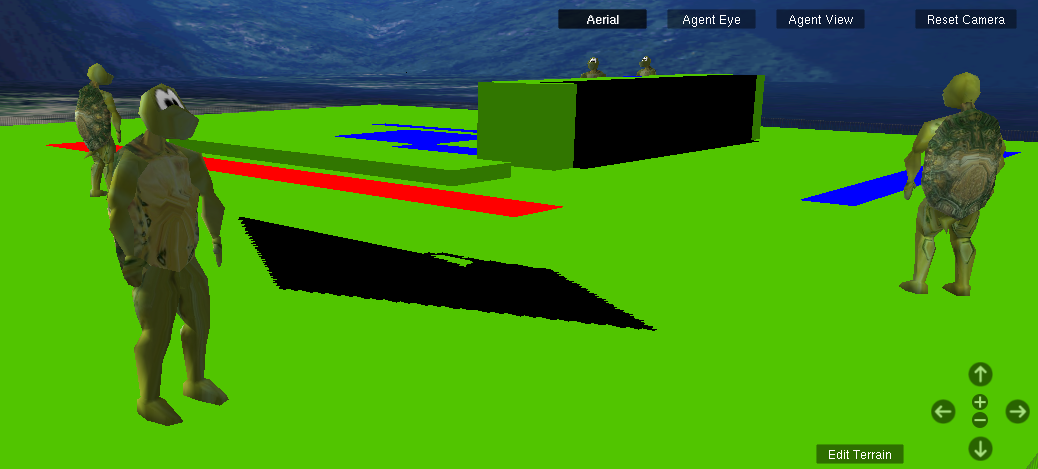 Aerial
Agent Eye
Agent View
Reset Camera
Edit Terrain